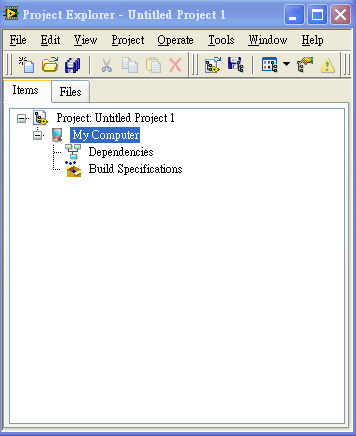 Project Explorer - Untitled Project 1
File Edit View Project Operate Tools Window Help
Items Files
Project: Untitled Project 1
My Computer
Dependencies
Build Specifications